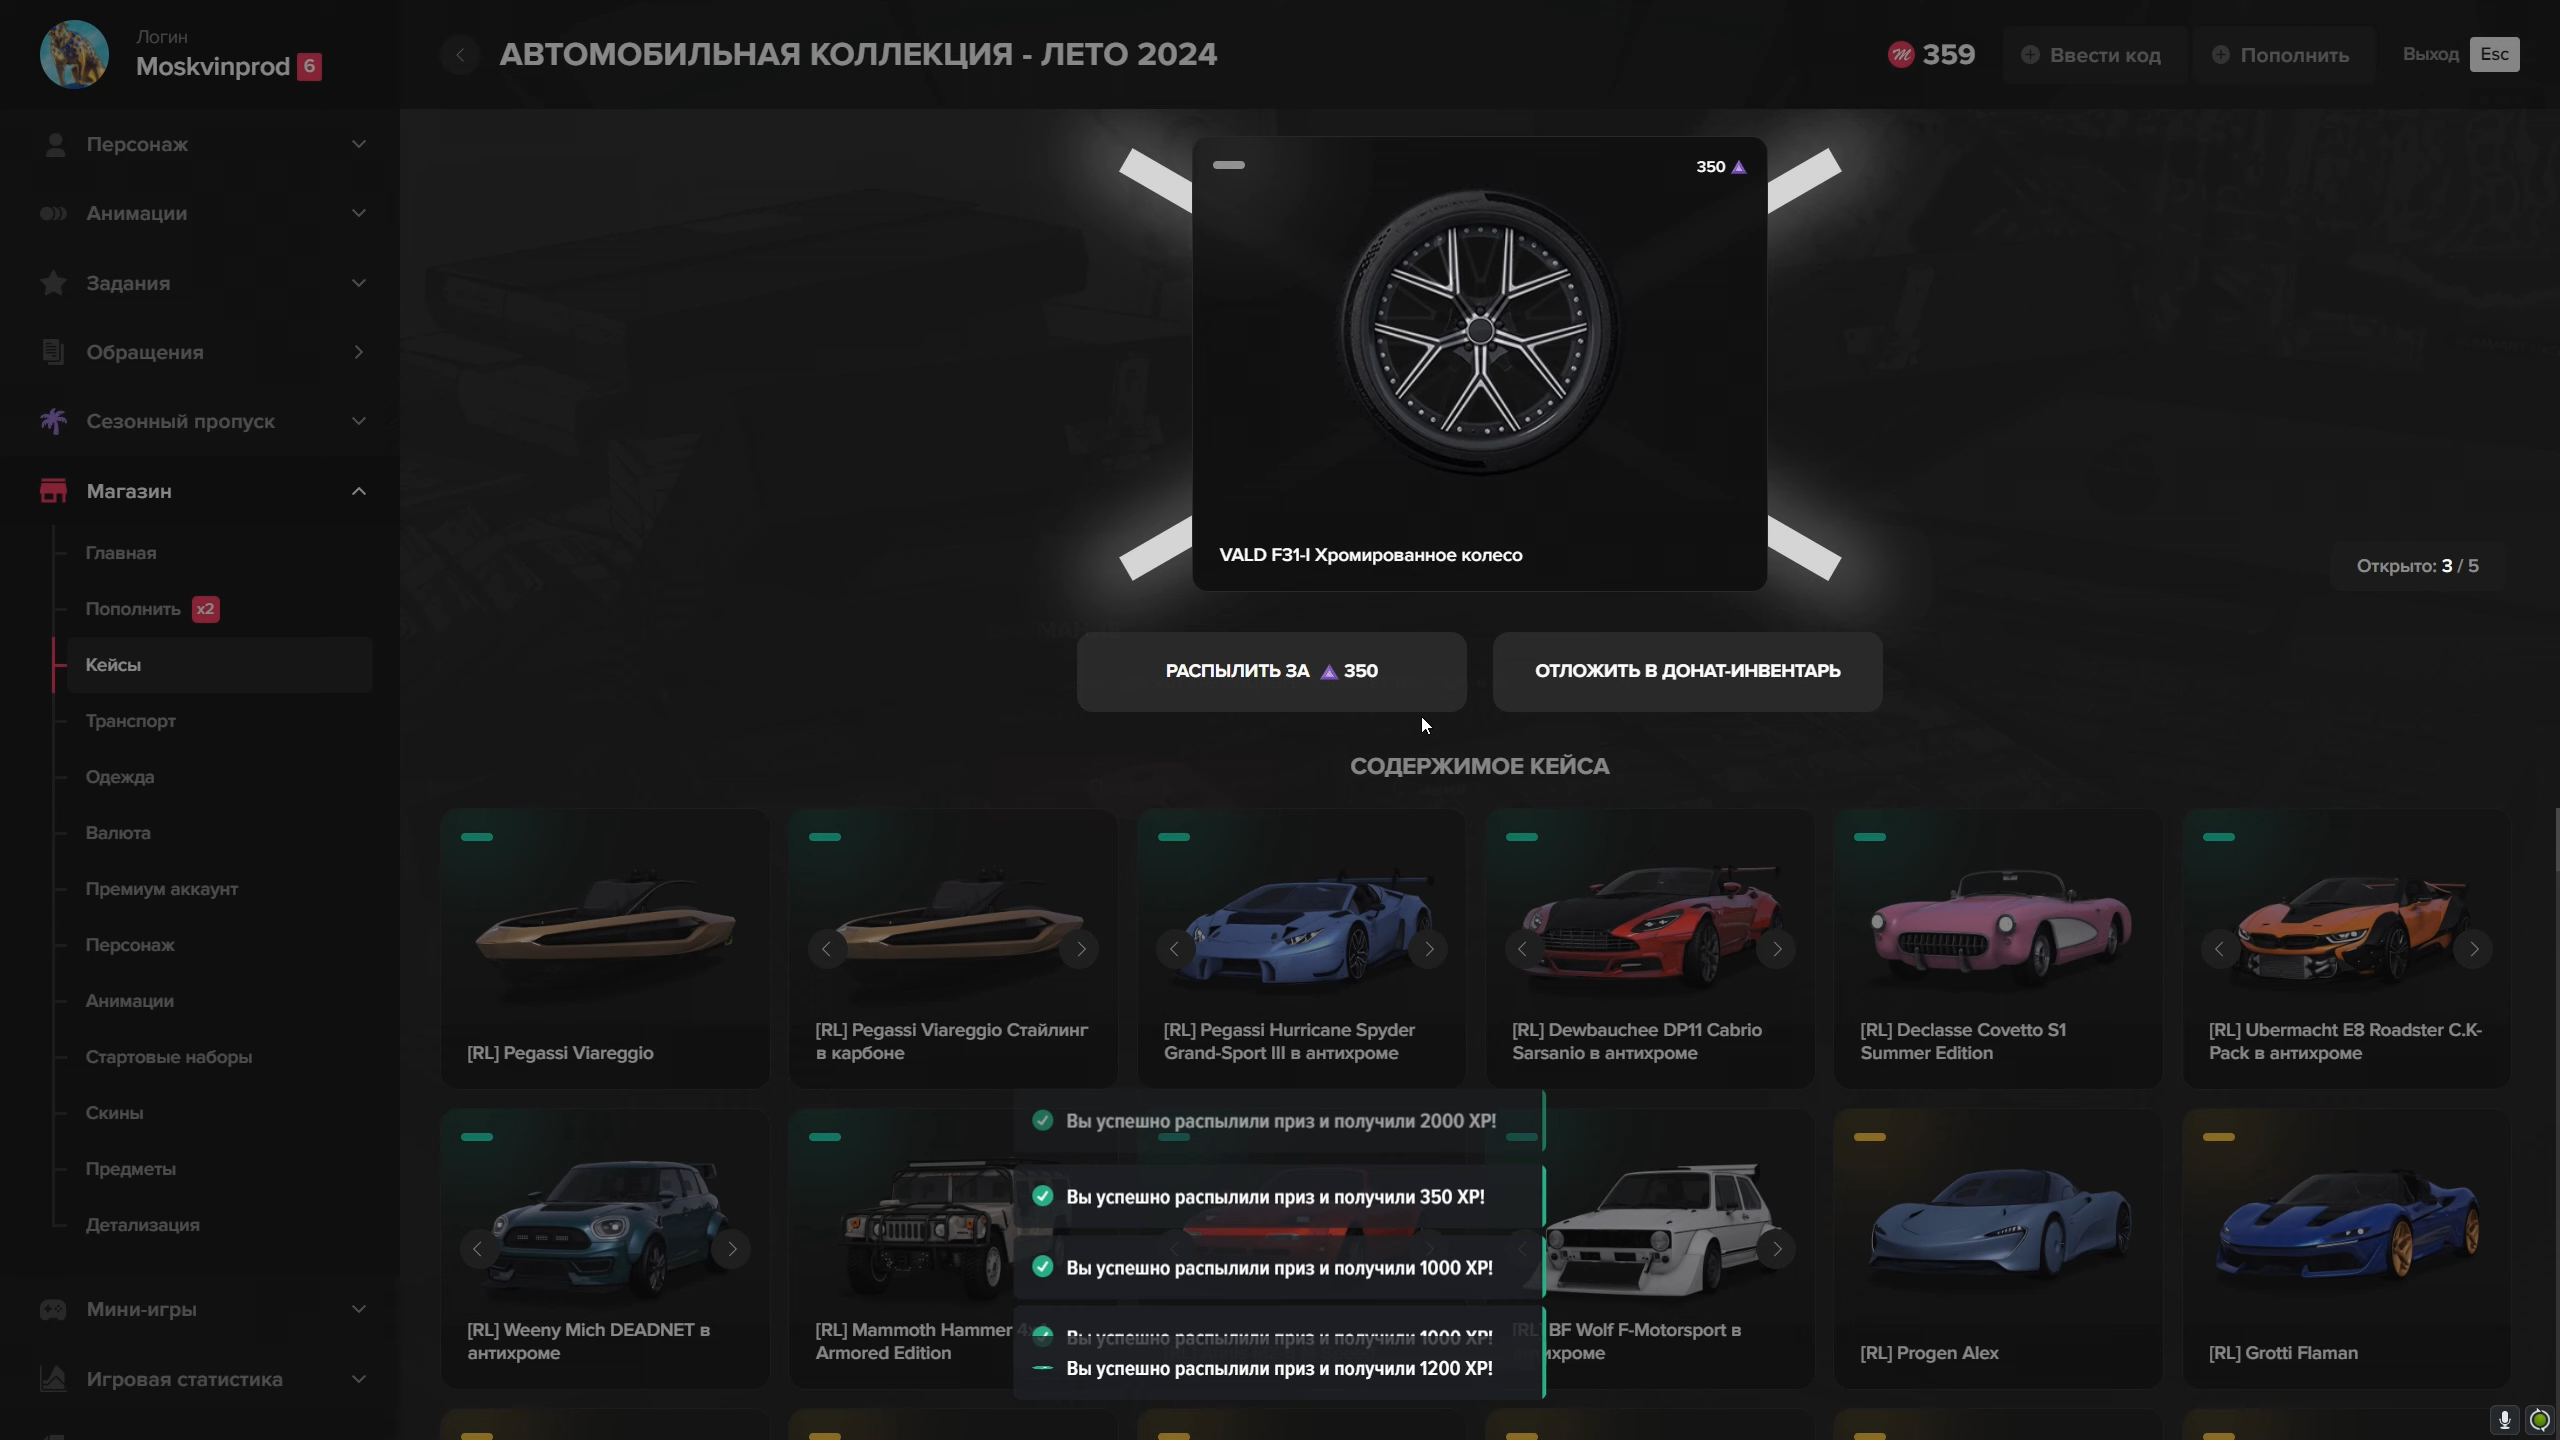 Логин
Moskvinprod 6
АВТОМОБИЛЬНАЯ КОЛЛЕКЦИЯ - ЛЕТО 2024
359
Ввести код
Пополнить
Выход Esc
Персонаж
Анимации
Задания
Обращения
Сезонный пропуск
Магазин
Главная
Пополнить x2
Кейсы
Транспорт
Одежда
Валюта
Премиум аккаунт
Персонаж
Анимации
Стартовые наборы
Скины
Предметы
Детализация
Мини-игры
Игровая статистика
350
VALD F31-I Хромированное колесо
Открыто: 3 / 5
РАСПЫЛИТЬ ЗА 350
ОТЛОЖИТЬ В ДОНАТ-ИНВЕНТАРЬ
СОДЕРЖИМОЕ КЕЙСА
[RL] Pegassi Viareggio
[RL] Pegassi Viareggio Стайлинг
в карбоне
[RL] Pegassi Hurricane Spyder
Grand-Sport III в антихроме
[RL] Dewbauchee DP11 Cabrio
Sarsanio в антихроме
[RL] Declasse Covetto S1
Summer Edition
[RL] Ubermacht E8 Roadster C.K-
Pack в антихроме
[RL] Weeny Mich DEADNET в
антихроме
[RL] Mammoth Hammer
Armored Edition
BF Wolf F-Motorsport в
[RL] Progen Alex
[RL] Grotti Flaman
Вы успешно распылили приз и получили 2000 XP!
Вы успешно распылили приз и получили 350 XP!
Вы успешно распылили приз и получили 1000 XP!
Вы успешно распылили приз и получили 1000 XP!
Вы успешно распылили приз и получили 1200 XP!